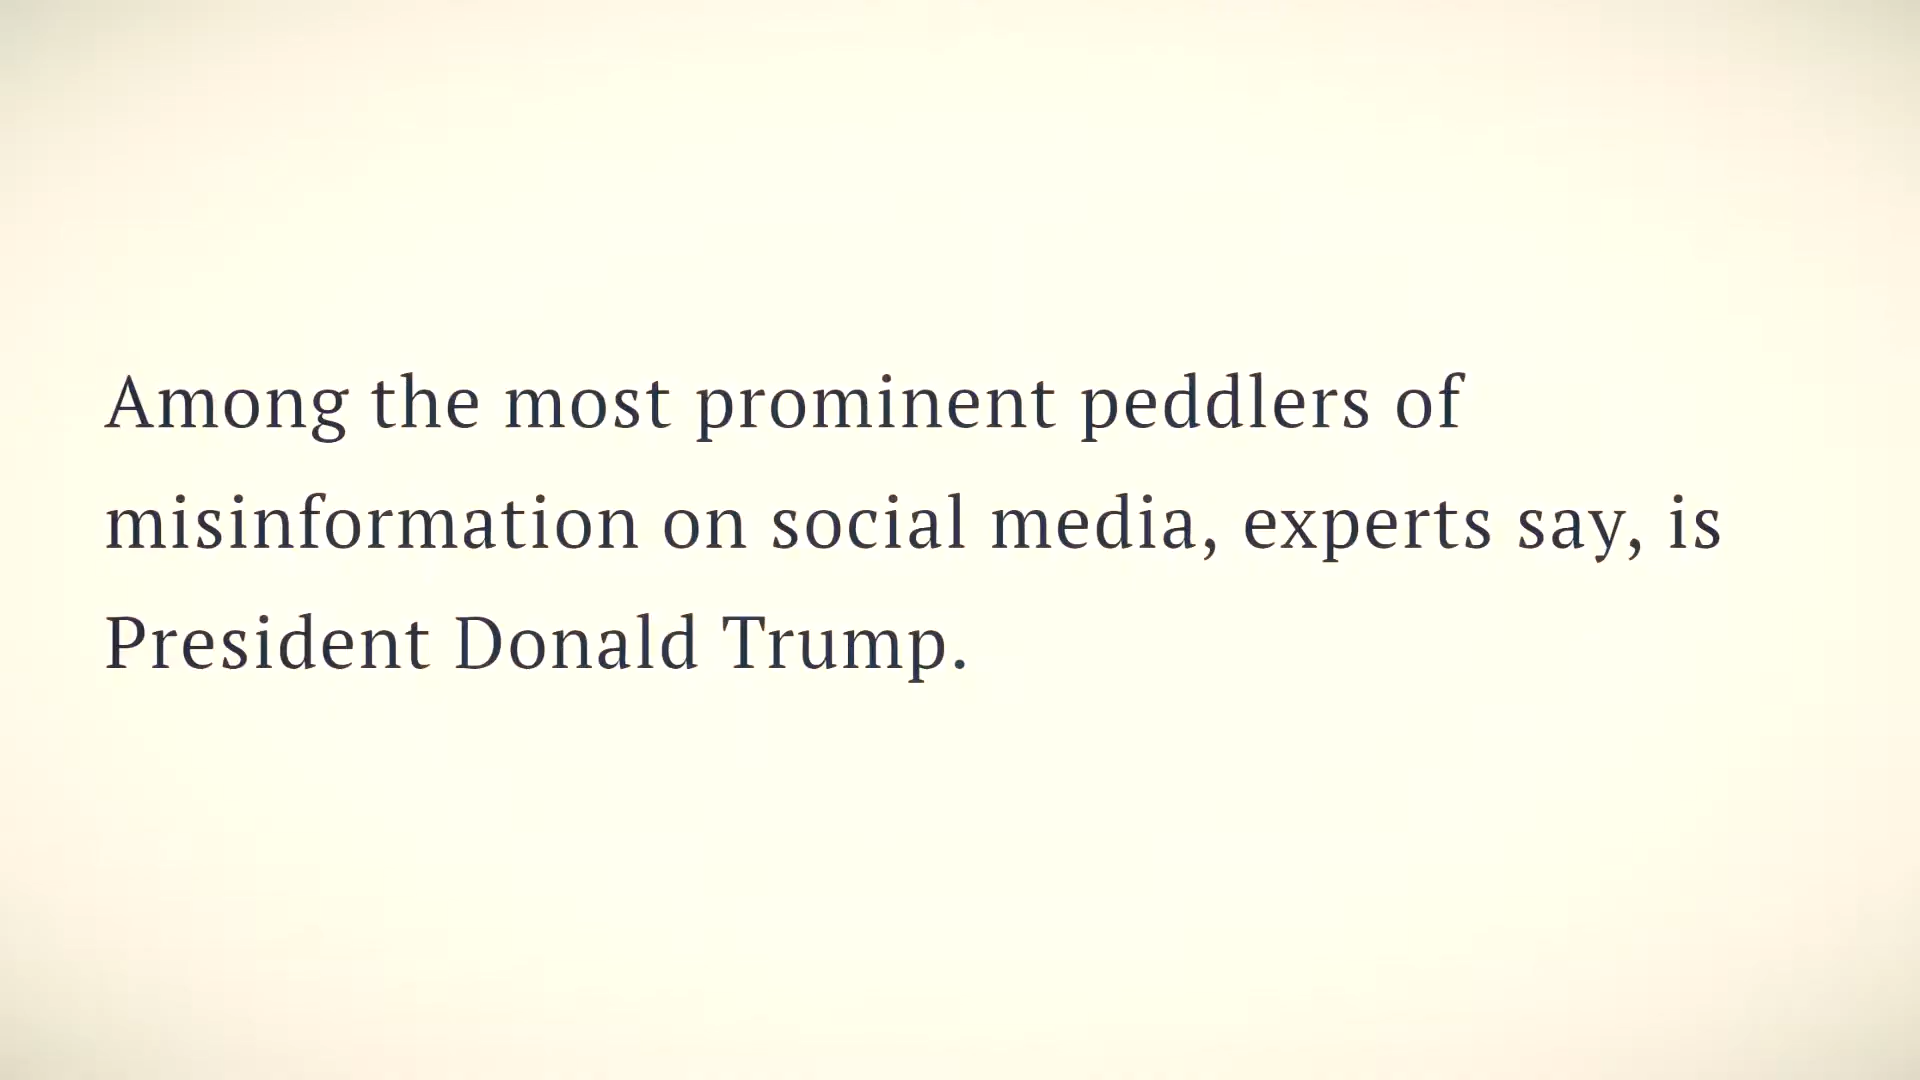 Among the most prominent peddlers of
misinformation on social media, experts say, is
President Donald Trump.